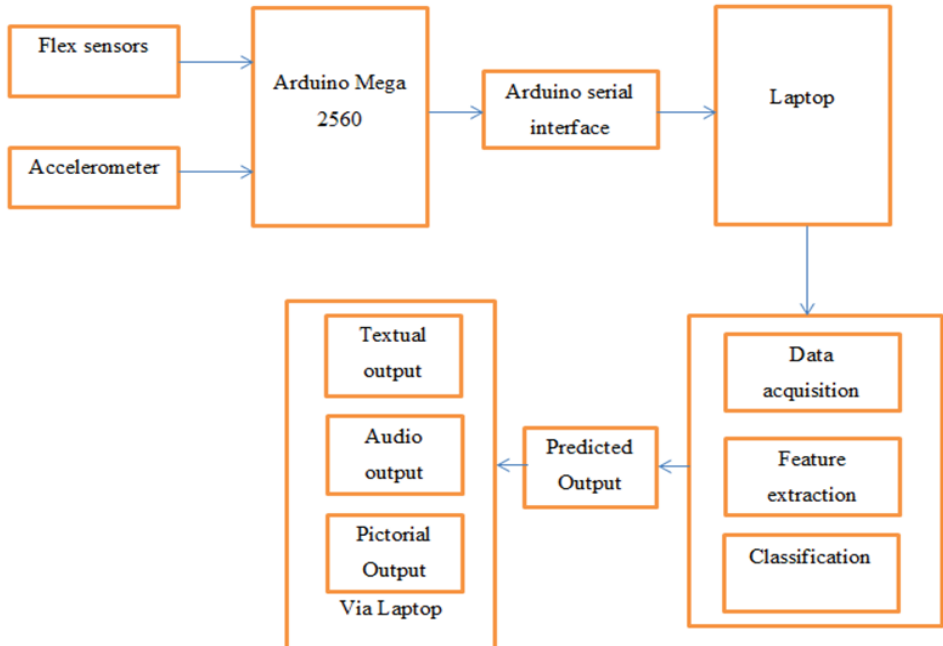 Flex sensors
Accelerometer
Arduino Mega
2560
Arduino serial
interface
Laptop
Data
acquisition
Feature
extraction
Classification
Predicted
Output
Textual
output
Audio
output
Pictorial
Output
Via Laptop